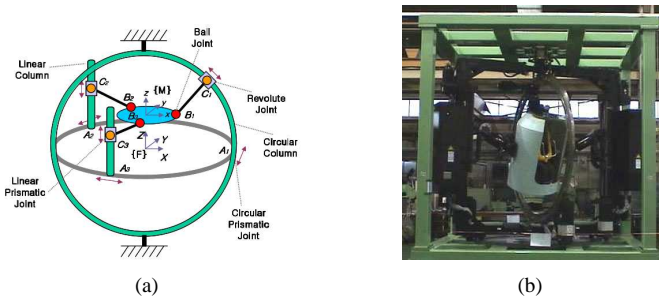 Ball
Joint
Linear
Column
C2
B2
z
{M}
y
x
B1
C1
Revolute
Joint
B3
A2
C3
Z
Y
X
{F}
A1
Circular
Column
Linear
Prismatic
Joint
A3
Circular
Prismatic
Joint
(a)
(b)